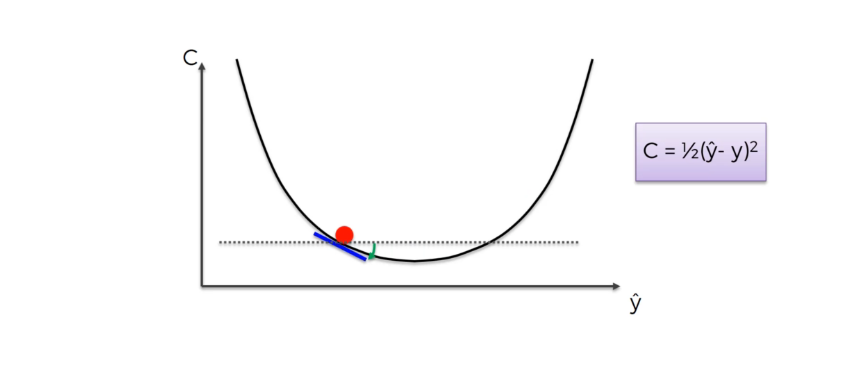 C
C = ½(ŷ- y)²
ŷ